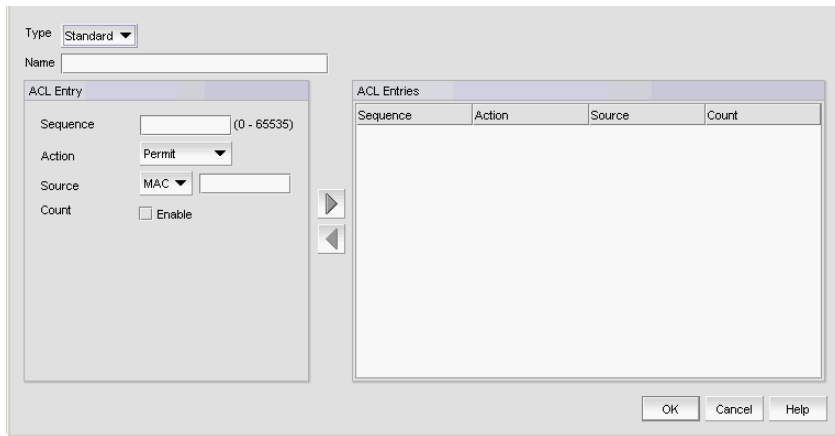 Type Standard
Name
ACL Entry
Sequence (0 - 65535)
Action Permit
Source MAC
Count Enable
ACL Entries
Sequence Action Source Count
OK Cancel Help